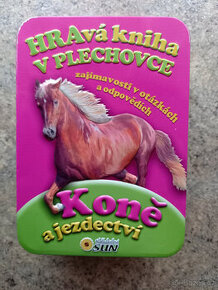 HRAvá kniha
V PLECHOVCE
zajímavosti v otázkách
a odpovědích
Koně
a jezdectví
SUN